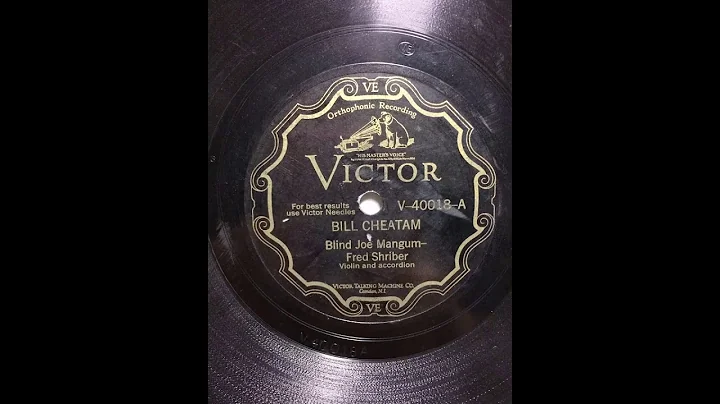 VE
Orthophonic Recording
"HIS MASTER'S VOICE"
VICTOR
For best results
use Victor Needles
V-40018-A
BILL CHEATAM
Blind Joe Mangum–
Fred Shriber
Violin and accordion
VICTOR TALKING MACHINE CO.
Camden, N.J.
VE
V40018A